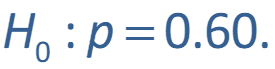 H₀ : p = 0.60.